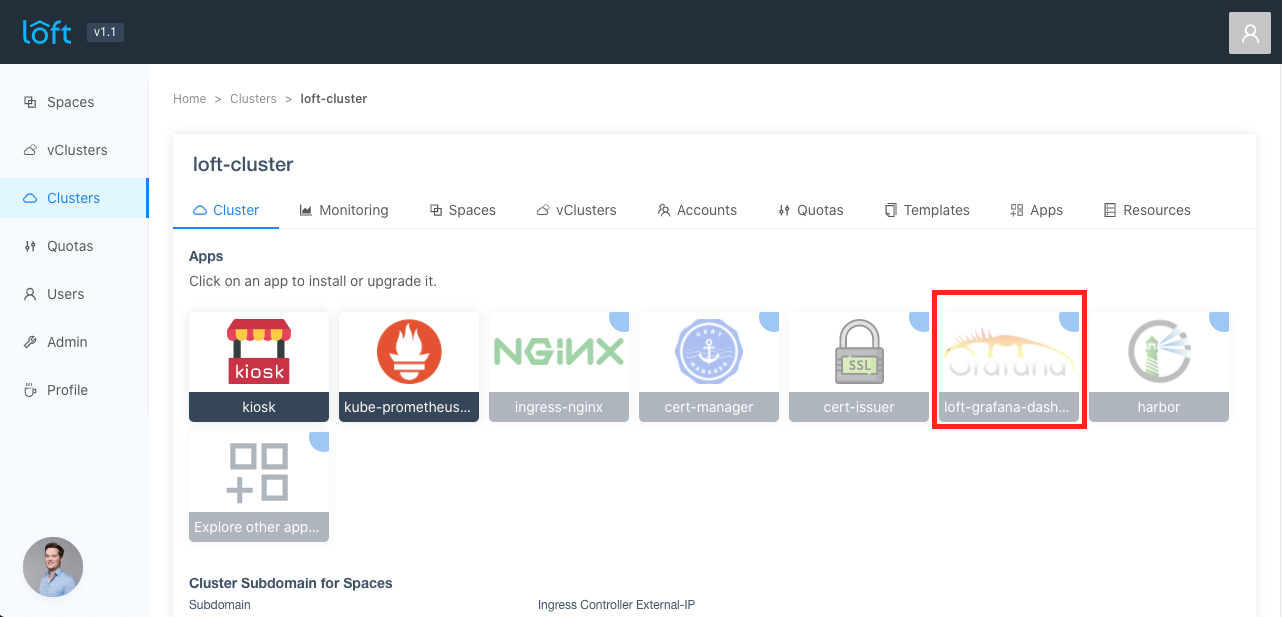 loft v1.1
Spaces
vClusters
Clusters
Quotas
Users
Admin
Profile
Home > Clusters > loft-cluster
loft-cluster
Cluster Monitoring Spaces vClusters Accounts Quotas Templates Apps Resources
Apps
Click on an app to install or upgrade it.
kiosk
NGiNX
CERT MANAGER
SSL
Grafana
kiosk kube-prometheus... ingress-nginx cert-manager cert-issuer loft-grafana-dash... harbor
Explore other app...
Cluster Subdomain for Spaces
Subdomain Ingress Controller External-IP